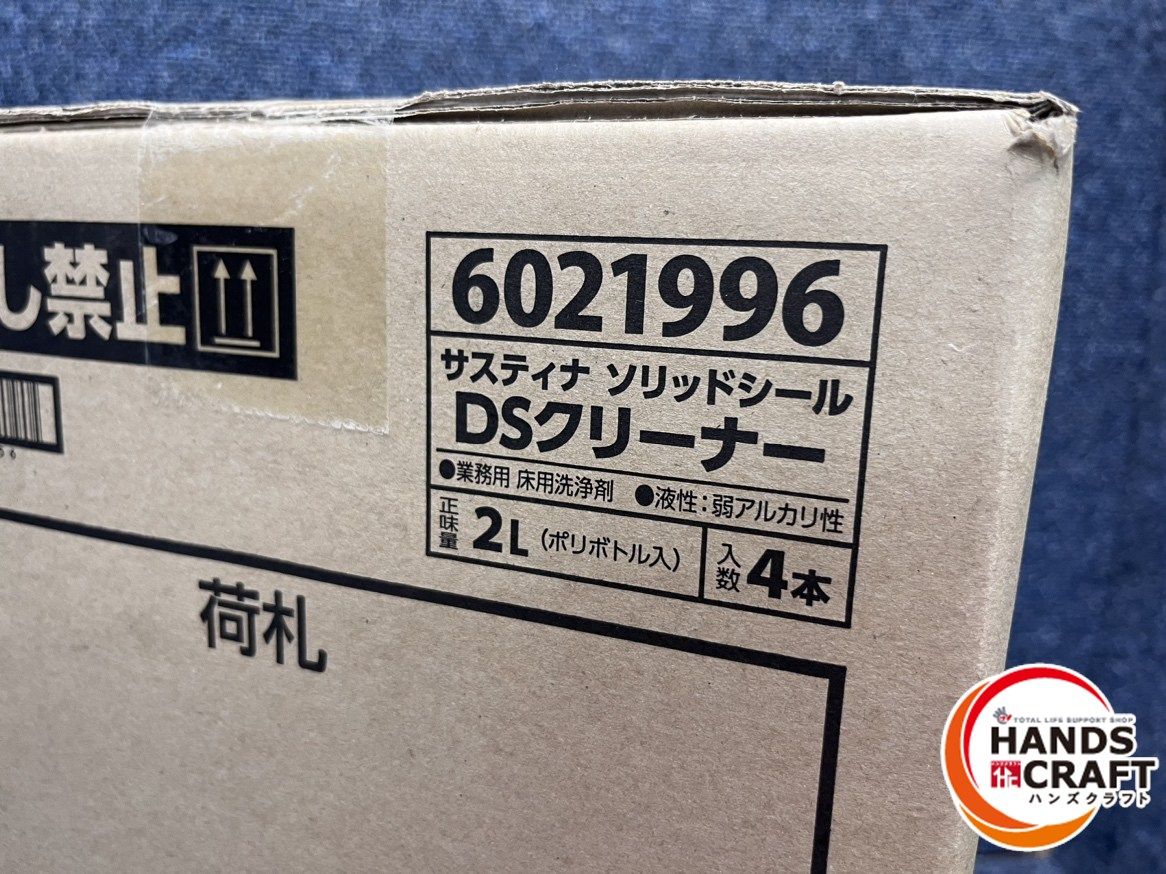 し禁止
6021996
サスティナ ソリッドシール
DSクリーナー
●業務用 床用洗浄剤 ●液性：弱アルカリ性
正味量 2L (ポリボトル入) 入数 4本
荷札
TOTAL LIFE SUPPORT SHOP
HANDS
CRAFT
ハンズクラフト